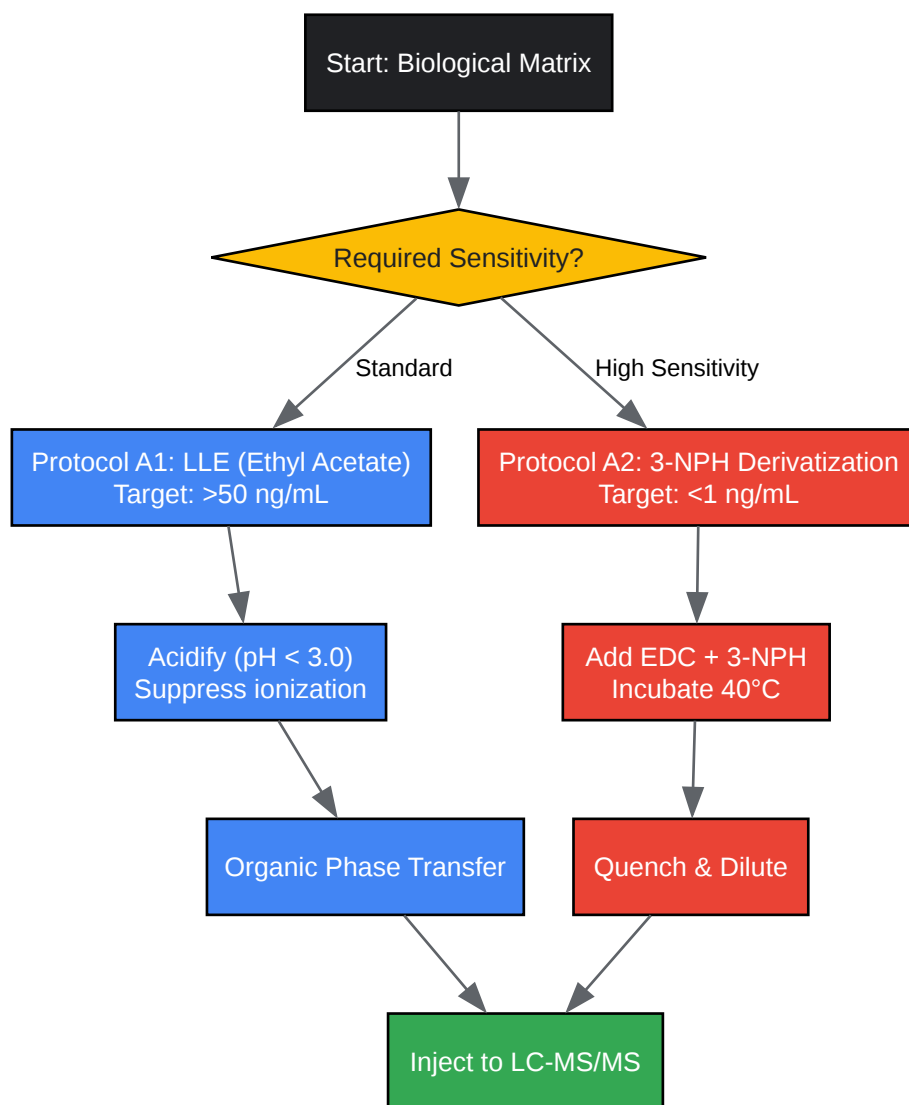 Start: Biological Matrix
Required Sensitivity?
Standard
High Sensitivity
Protocol A1: LLE (Ethyl Acetate)
Target: >50 ng/mL
Protocol A2: 3-NPH Derivatization
Target: <1 ng/mL
Acidify (pH < 3.0)
Suppress ionization
Add EDC + 3-NPH
Incubate 40°C
Organic Phase Transfer
Quench & Dilute
Inject to LC-MS/MS